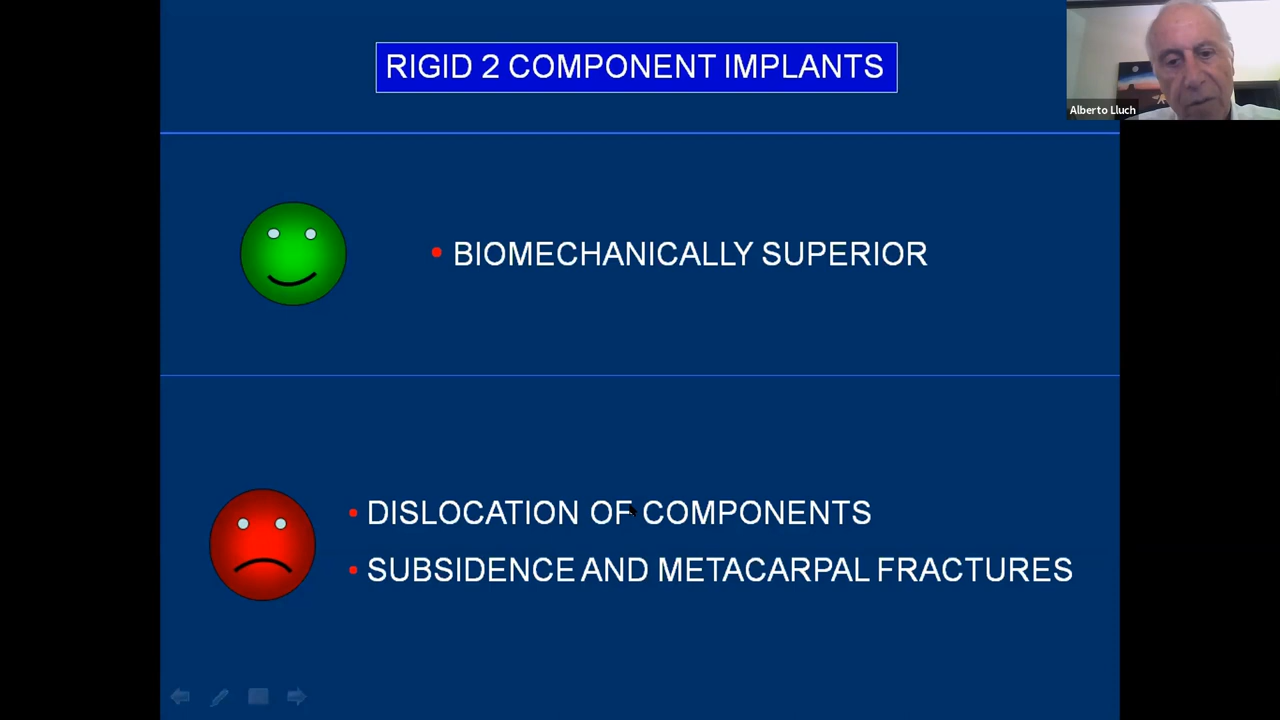 RIGID 2 COMPONENT IMPLANTS
Alberto Lluch
• BIOMECHANICALLY SUPERIOR
• DISLOCATION OF COMPONENTS
• SUBSIDENCE AND METACARPAL FRACTURES